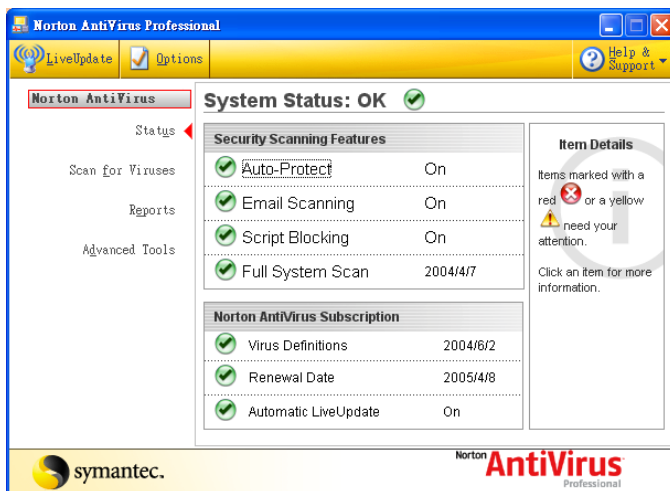 Norton AntiVirus Professional
LiveUpdate
Options
Help & Support
Norton AntiVirus
Status
Scan for Viruses
Reports
Advanced Tools
System Status: OK
Security Scanning Features
Auto-Protect On
Email Scanning On
Script Blocking On
Full System Scan 2004/4/7
Norton AntiVirus Subscription
Virus Definitions 2004/6/2
Renewal Date 2005/4/8
Automatic LiveUpdate On
Item Details
Items marked with a
red or a yellow
need your
attention.
Click an item for more
information.
symantec.
Norton AntiVirus
Professional